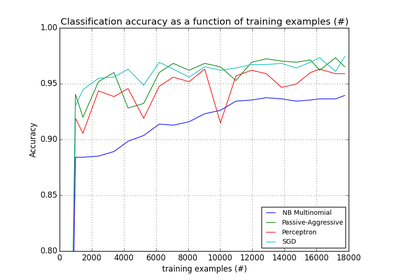 Classification accuracy as a function of training examples (#)
1.00
0.95
0.90
0.85
0.80
Accuracy
0 2000 4000 6000 8000 10000 12000 14000 16000 18000
training examples (#)
NB Multinomial
Passive-Aggressive
Perceptron
SGD